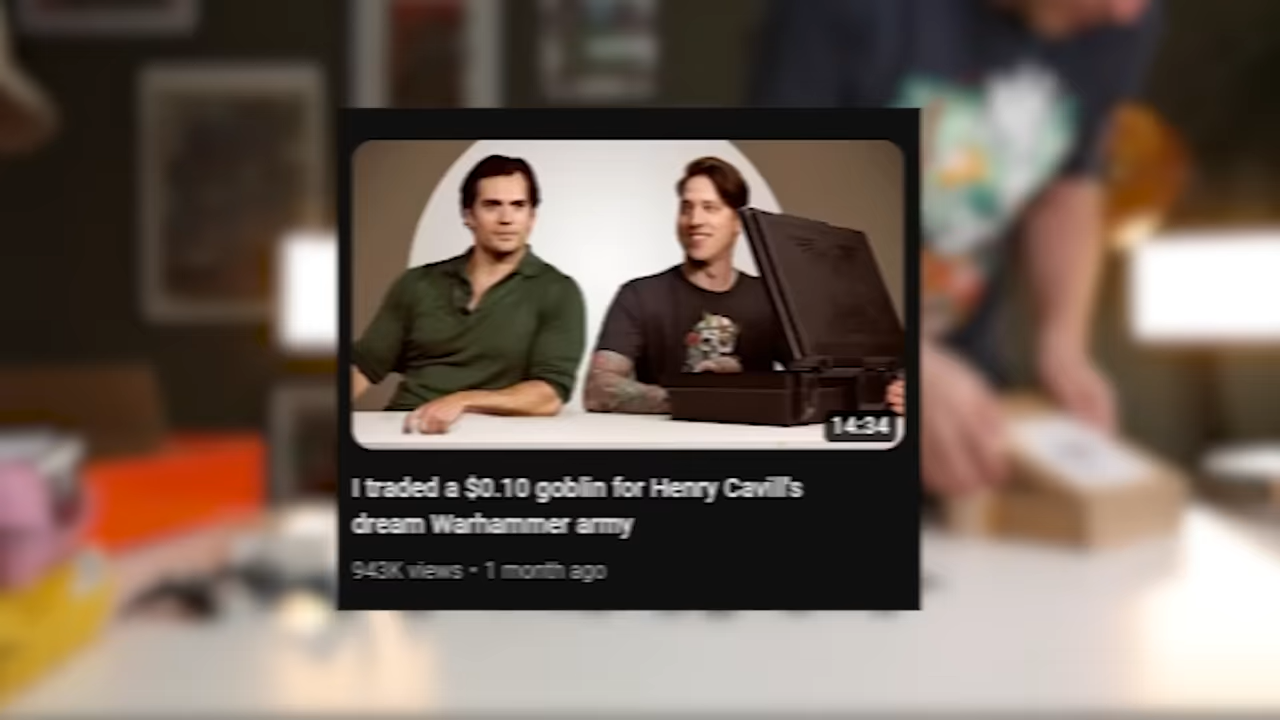 14:34
I traded a $0.10 goblin for Henry Cavill's
dream Warhammer army
943K views • 1 month ago